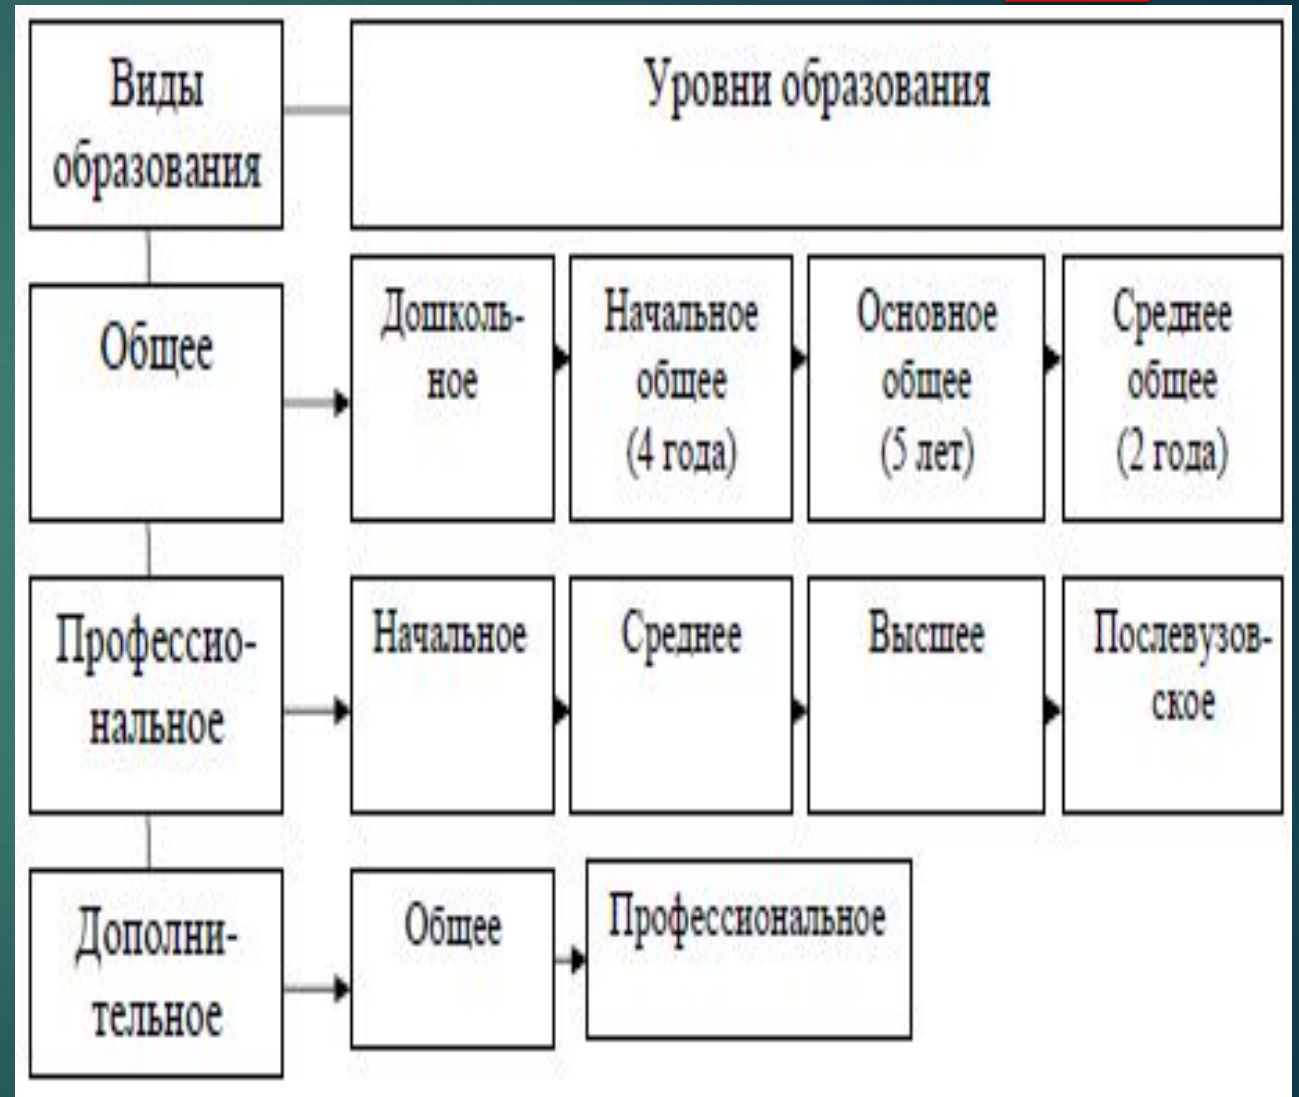 Виды
образования
Уровни образования
Общее
Дошколь-
ное
Начальное
общее
(4 года)
Основное
общее
(5 лет)
Среднее
общее
(2 года)
Профессио-
нальное
Начальное
Среднее
Высшее
Послевузов-
ское
Дополни-
тельное
Общее
Профессиональное